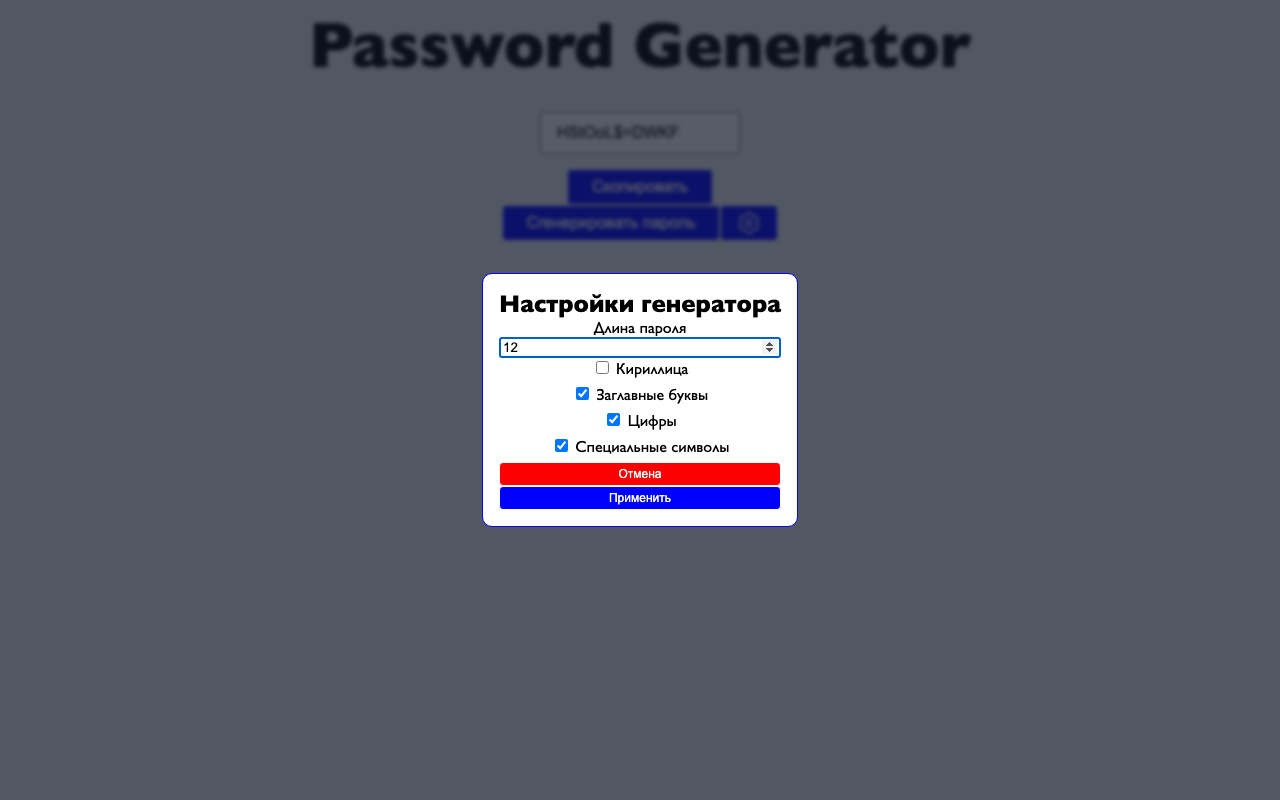 Password Generator
Скопировать
Сгенерировать пароль
Настройки генератора
Длина пароля
12
Кириллица
Заглавные буквы
Цифры
Специальные символы
Отмена
Применить